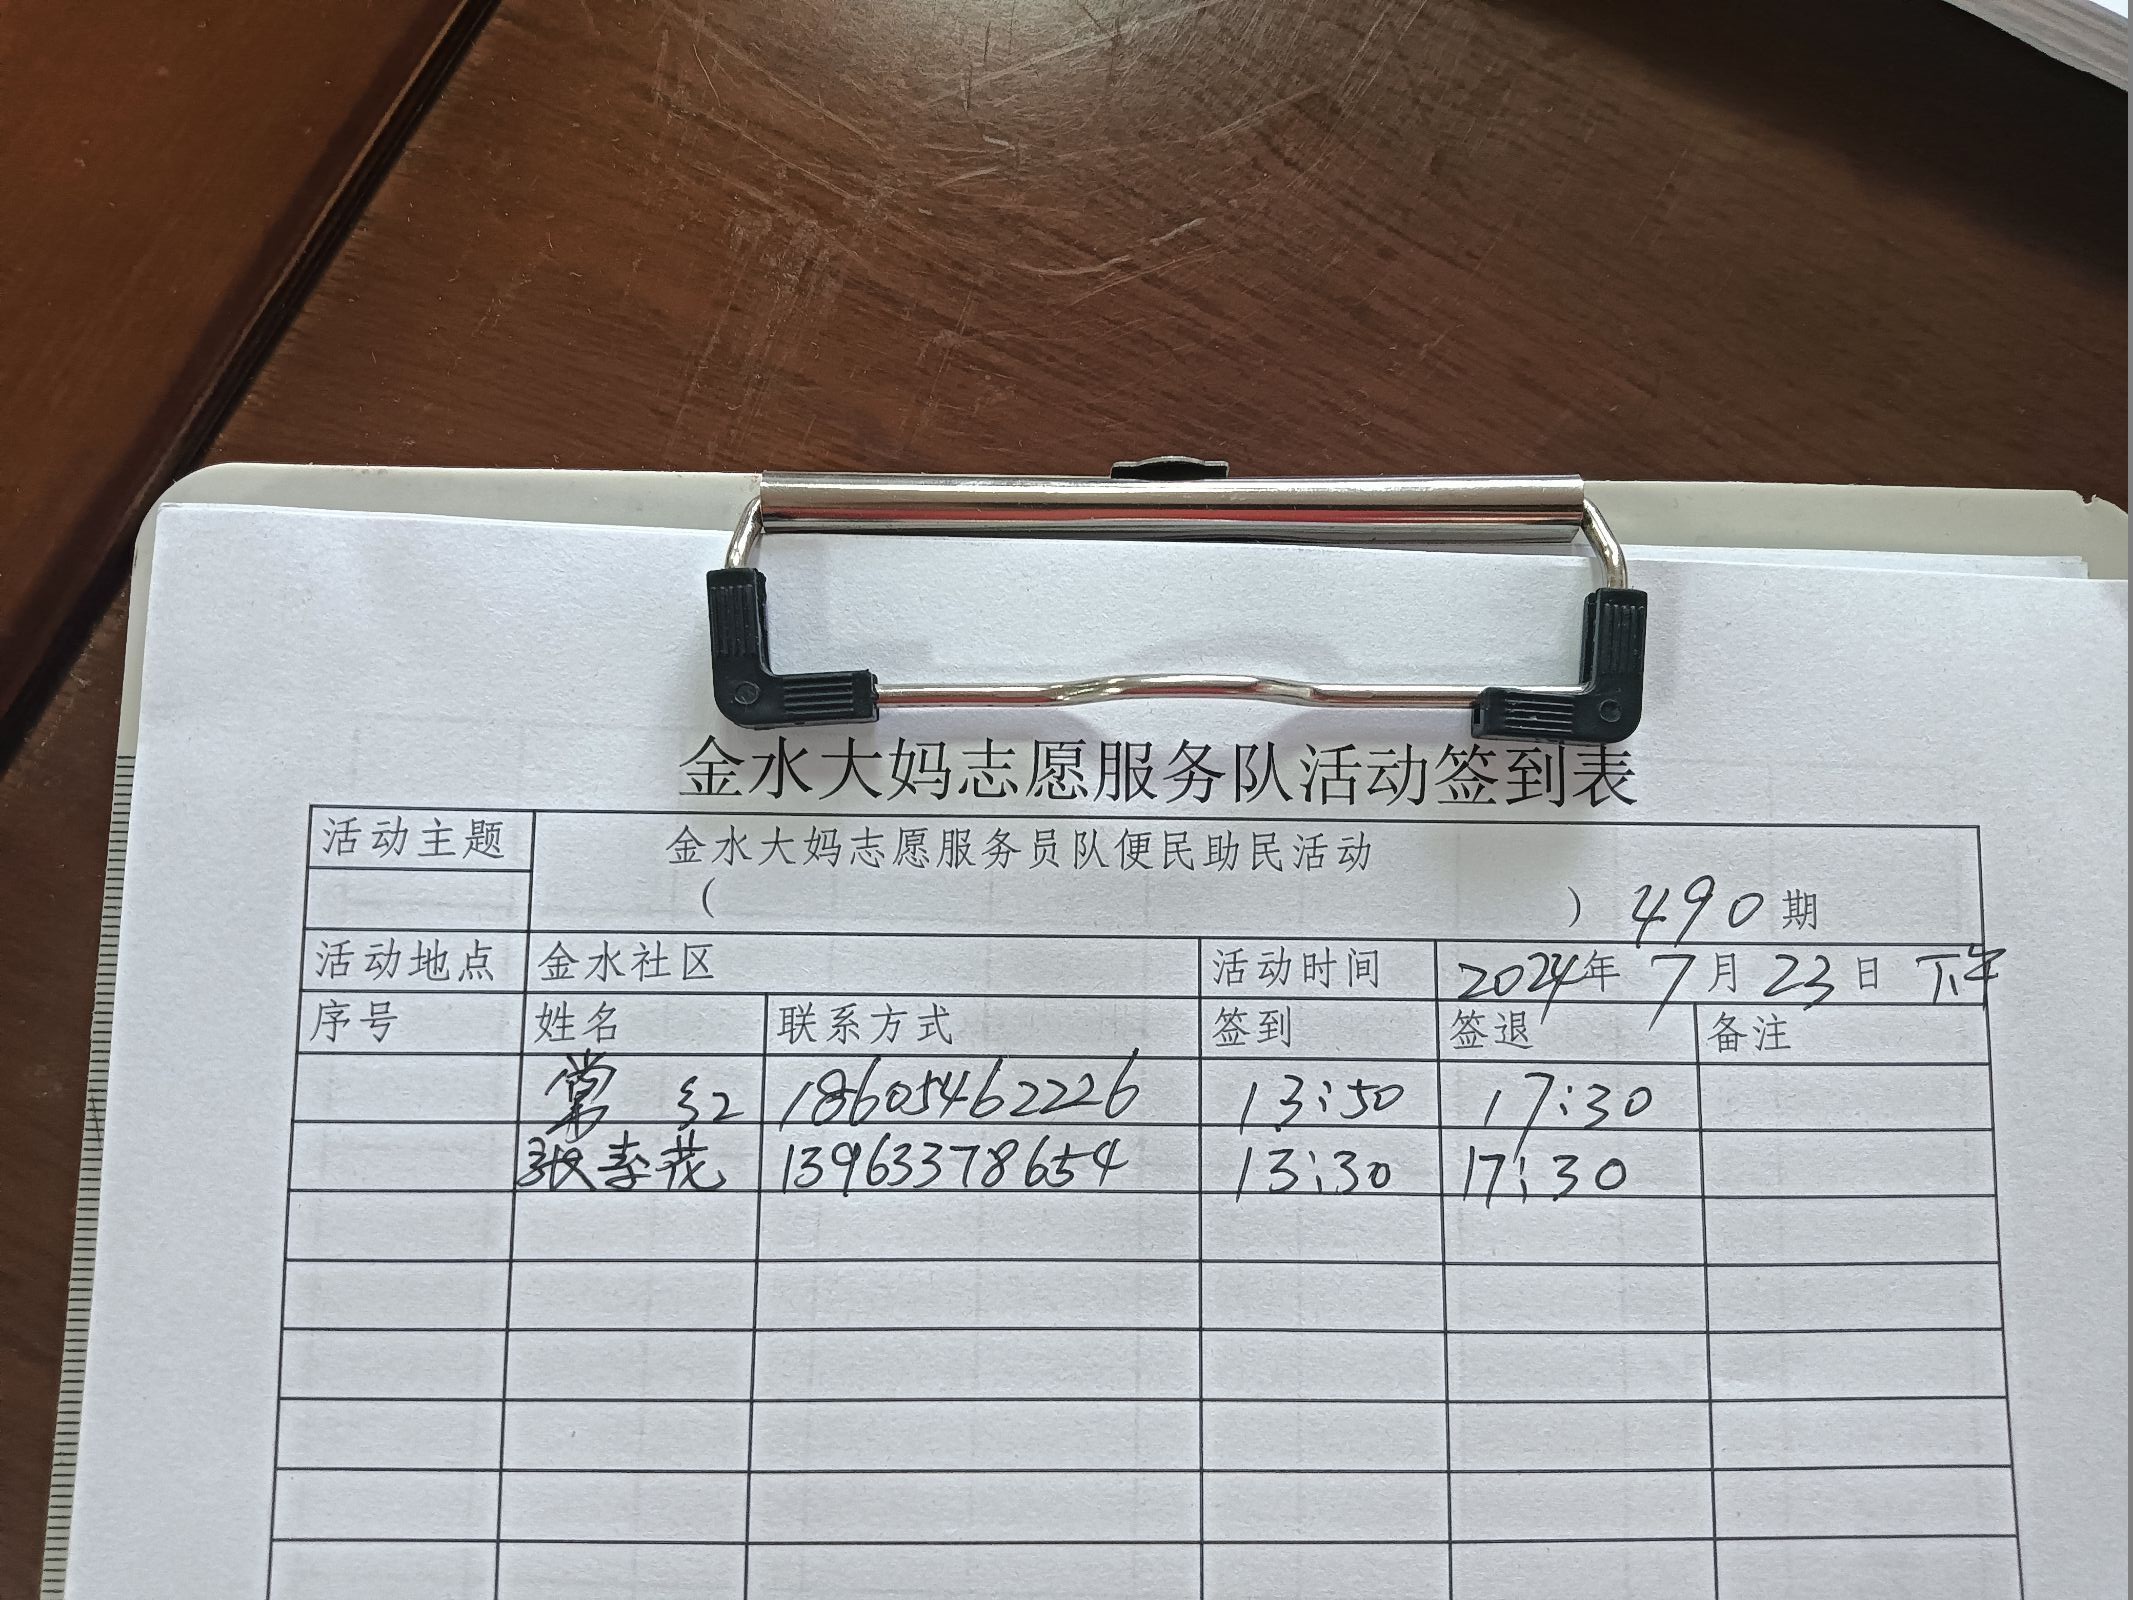 金水大妈志愿服务队活动签到表
活动主题 金水大妈志愿服务员队便民助民活动
( ) 490期
活动地点 金水社区 活动时间 2024年7月23日 下午
序号 姓名 联系方式 签到 签退 备注
常红 18605462226 13:50 17:30
张秀花 13963378654 13:30 17:30